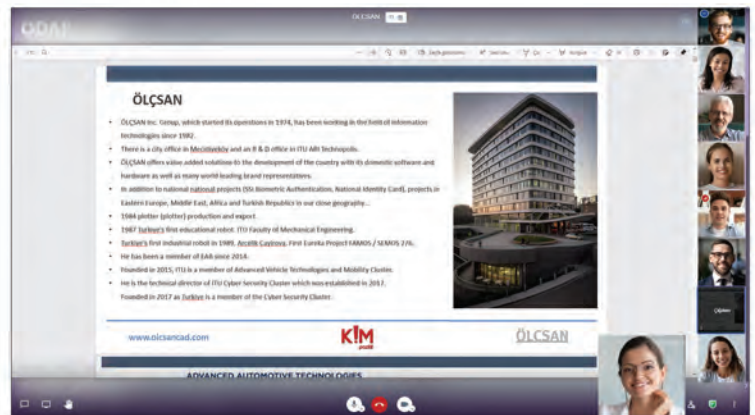 ÖLÇSAN
ODAI
ÖLÇSAN
• ÖLÇSAN Inc. Group, which started its operations in 1974, has been working in the field of information
technologies since 1982.
• There is a city office in Mecidiyeköy and an R & D office in ITU ARI Technopolis.
• ÖLÇSAN offers value added solutions to the development of the country with its domestic software and
hardware as well as many world leading brand representatives.
• In addition to national national projects (SSI Biometric Authentication, National Identity Card), projects in
Eastern Europe, Middle East, Africa and Turkish Republics in our close geography...
• 1984 plotter (plotter) production and export.
• 1987 Turkiye's first educational robot. ITU Faculty of Mechanical Engineering.
• Turkiye's first industrial robot in 1989, Arcelik Cayirova, First Eureka Project FAMOS / SEMOS 276.
• He has been a member of EAB since 2014.
• Founded in 2015, ITU is a member of Advanced Vehicle Technologies and Mobility Cluster.
• He is the technical director of ITU Cyber Security Cluster which was established in 2017.
Founded in 2017 as Turkiye is a member of the Cyber Security Cluster.
www.olcsancad.com
K!M
ÖLCSAN
ADVANCED AUTOMOTIVE TECHNOLOGIES